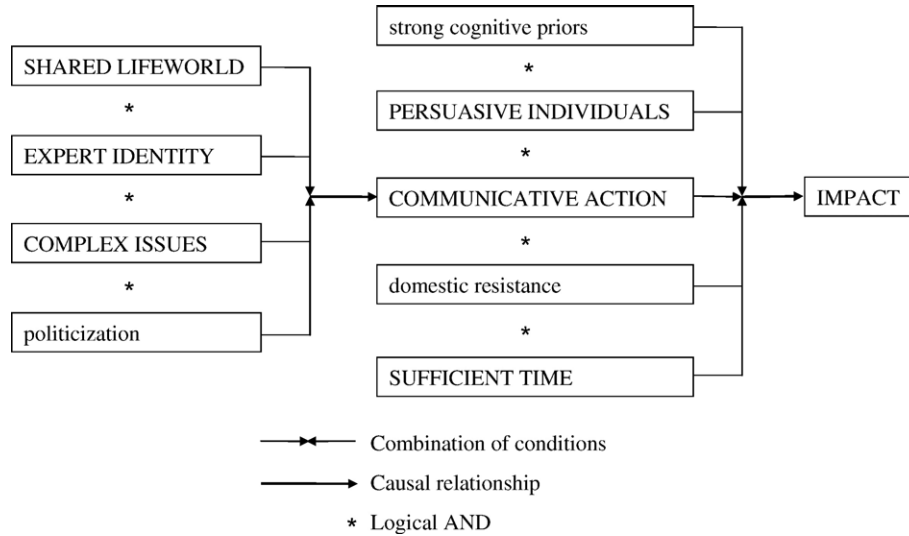 SHARED LIFEWORLD
*
EXPERT IDENTITY
*
COMPLEX ISSUES
*
politicization
strong cognitive priors
*
PERSUASIVE INDIVIDUALS
*
COMMUNICATIVE ACTION
*
domestic resistance
*
SUFFICIENT TIME
IMPACT
Combination of conditions
Causal relationship
* Logical AND